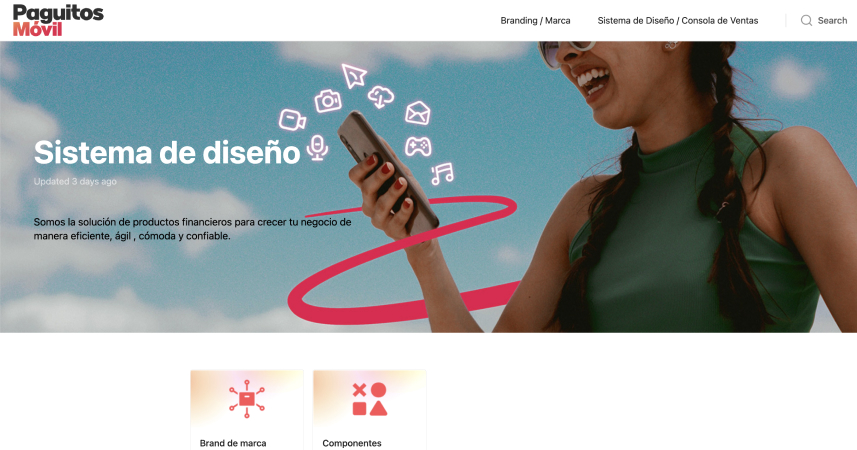 Paguitos
Móvil
Branding / Marca
Sistema de Diseño / Consola de Ventas
Search
Sistema de diseño
Updated 3 days ago
Somos la solución de productos financieros para crecer tu negocio de
manera eficiente, ágil , cómoda y confiable.
Brand de marca
Componentes